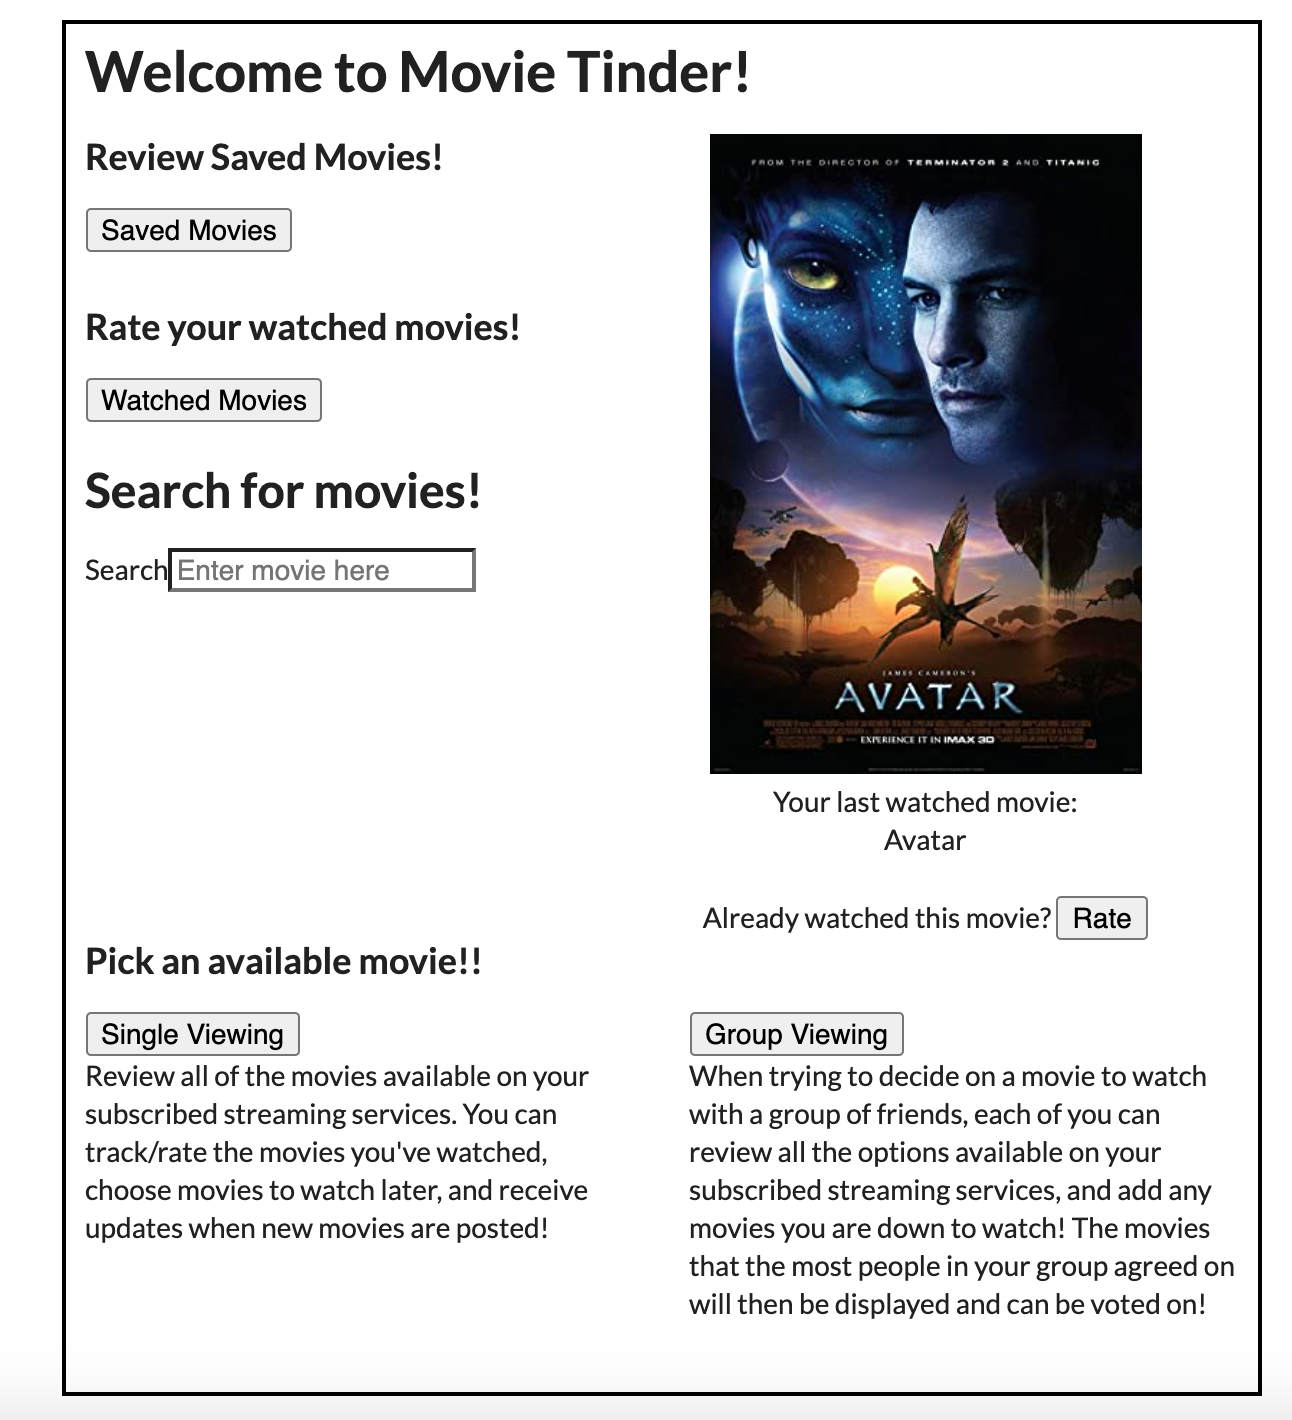 Welcome to Movie Tinder!
Review Saved Movies!
Saved Movies
Rate your watched movies!
Watched Movies
Search for movies!
Search Enter movie here
FROM THE DIRECTOR OF TERMINATOR 2 AND TITANIC
JAMES CAMERON'S
AVATAR
EXPERIENCE IT IN IMAX 3D
Your last watched movie:
Avatar
Already watched this movie? Rate
Pick an available movie!!
Single Viewing
Review all of the movies available on your
subscribed streaming services. You can
track/rate the movies you've watched,
choose movies to watch later, and receive
updates when new movies are posted!
Group Viewing
When trying to decide on a movie to watch
with a group of friends, each of you can
review all the options available on your
subscribed streaming services, and add any
movies you are down to watch! The movies
that the most people in your group agreed on
will then be displayed and can be voted on!